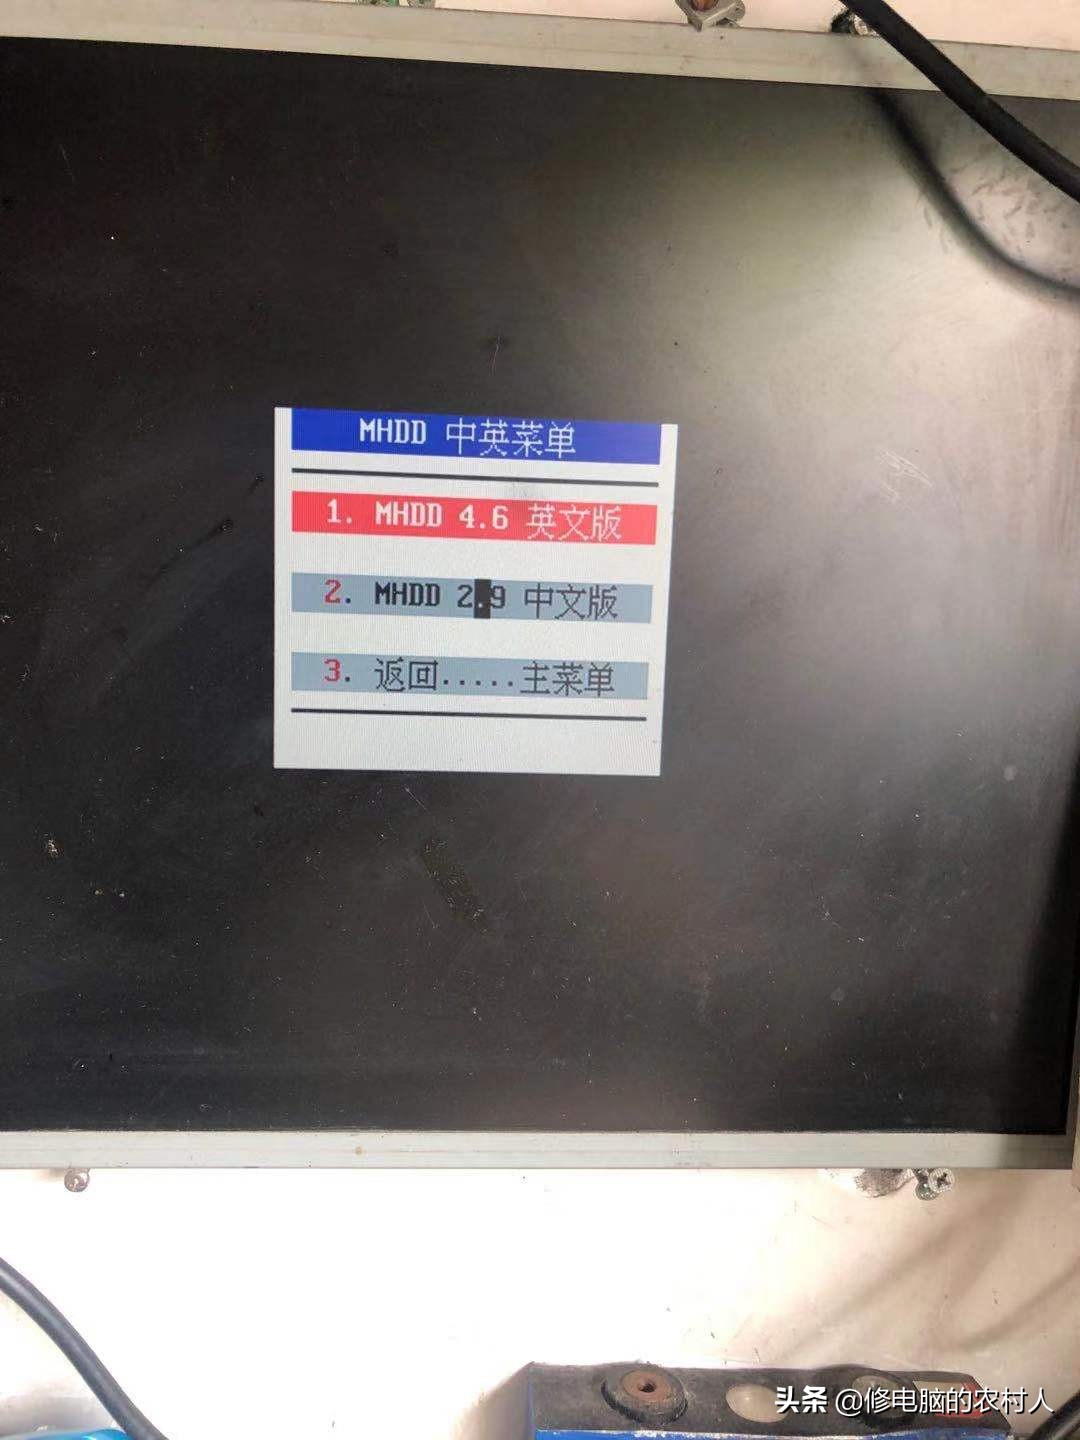 MHDD 中英菜单
1. MHDD 4.6 英文版
2. MHDD 2.9 中文版
3. 返回.....主菜单
头条 @修电脑的农村人